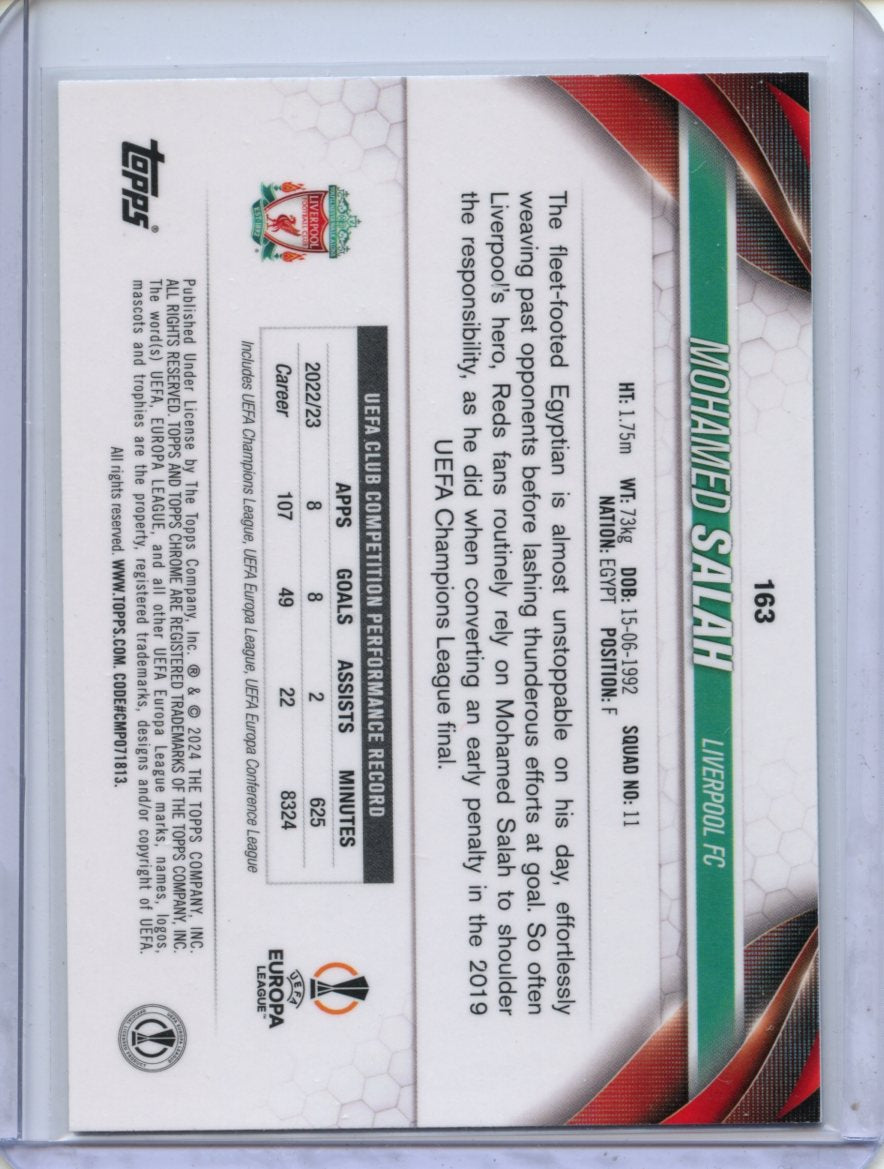 163
MOHAMED SALAH LIVERPOOL FC
HT: 1.75m WT: 73kg DOB: 15-06-1992 SQUAD NO: 11
NATION: EGYPT POSITION: F
The fleet-footed Egyptian is almost unstoppable on his day, effortlessly
weaving past opponents before lashing thunderous efforts at goal. So often
Liverpool's hero, Reds fans routinely rely on Mohamed Salah to shoulder
the responsibility, as he did when converting an early penalty in the 2019
UEFA Champions League final.
UEFA CLUB COMPETITION PERFORMANCE RECORD
APPS GOALS ASSISTS MINUTES
2022/23 8 8 2 625
Career 107 49 22 8324
Includes UEFA Champions League, UEFA Europa League, UEFA Europa Conference League
LIVERPOOL
FOOTBALL CLUB
EST·1892
UEFA
EUROPA
LEAGUE™
topps®
Published Under License by The Topps Company, Inc. ® & © 2024 THE TOPPS COMPANY, INC.
ALL RIGHTS RESERVED. TOPPS AND TOPPS CHROME ARE REGISTERED TRADEMARKS OF THE TOPPS COMPANY, INC.
The word(s) UEFA, EUROPA LEAGUE, and all other UEFA Europa League marks, names, logos,
mascots and trophies are the property, registered trademarks, designs and/or copyright of UEFA.
All rights reserved. WWW.TOPPS.COM. CODE#CMP071813.